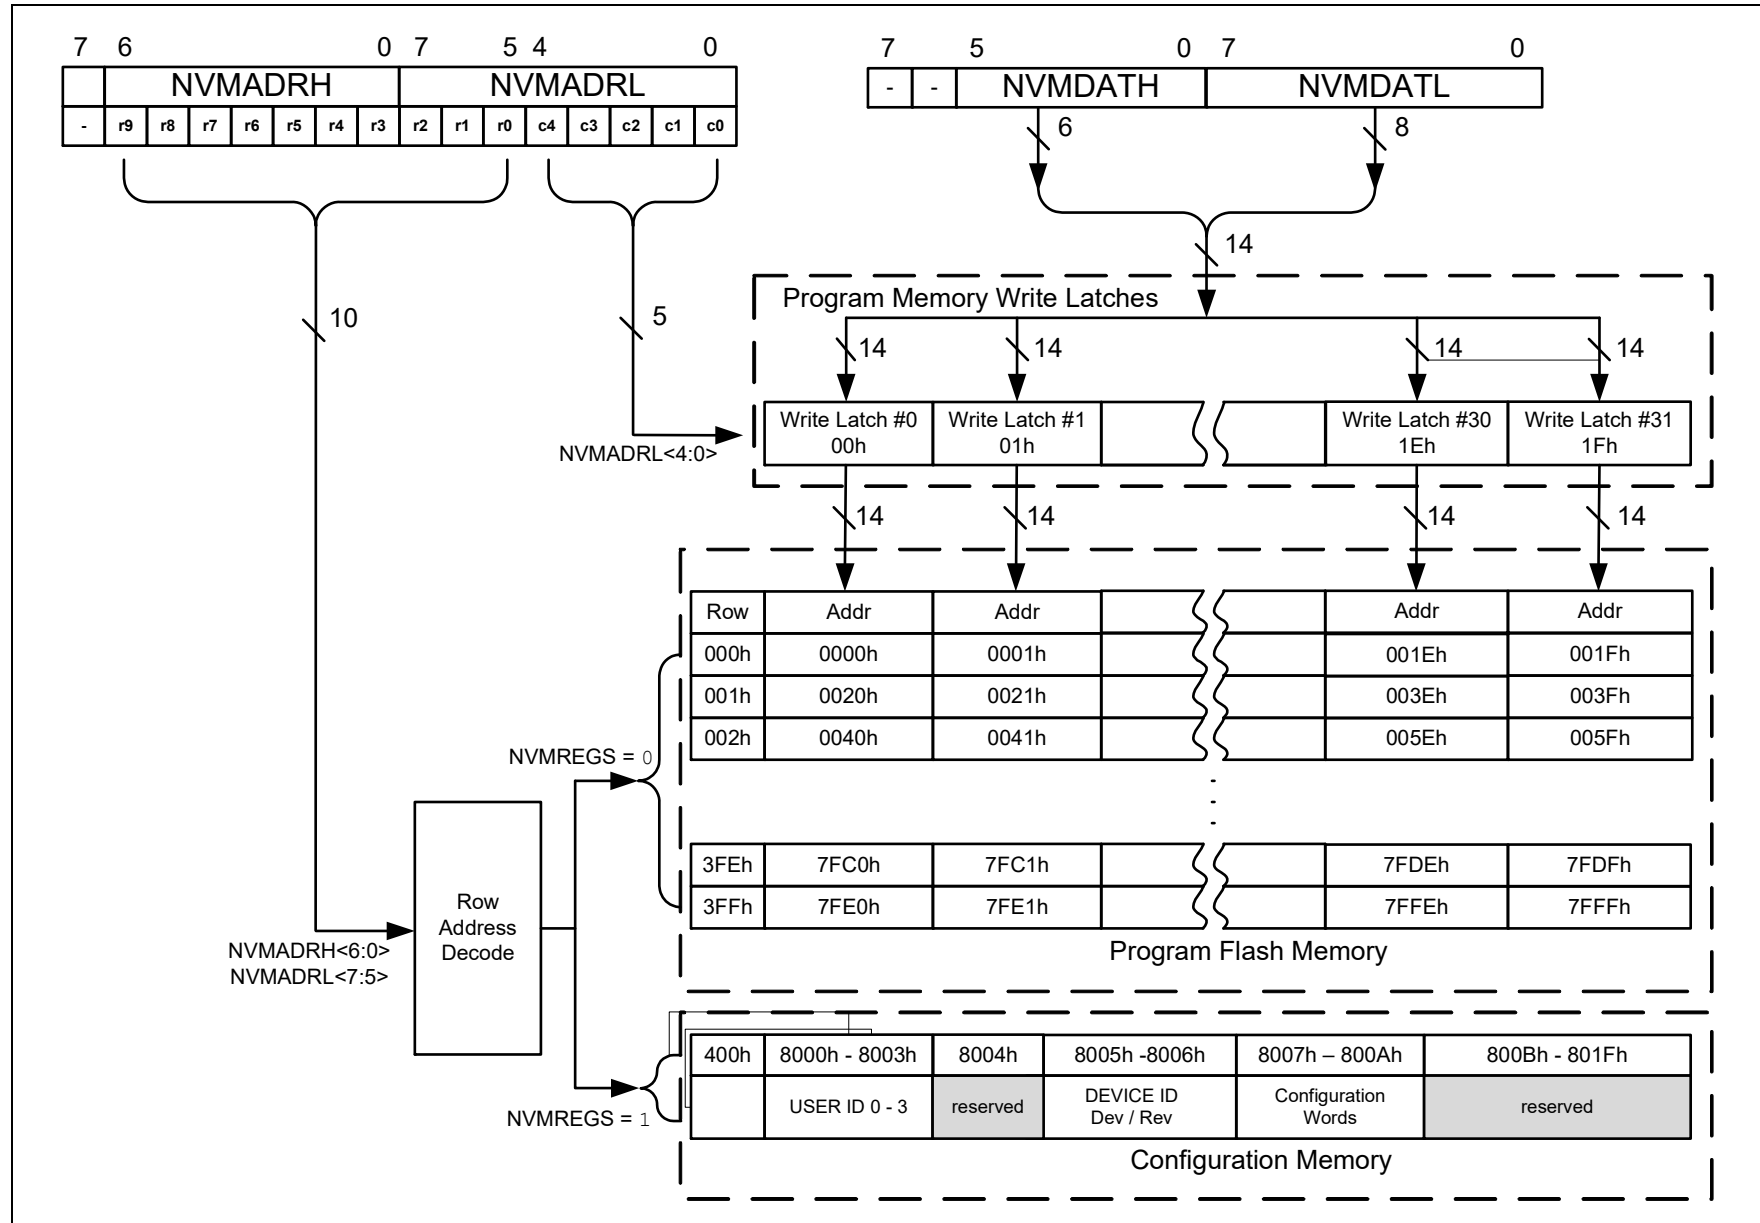 7 6 0 7 5 4 0
NVMADRH NVMADRL
- r9 r8 r7 r6 r5 r4 r3 r2 r1 r0 c4 c3 c2 c1 c0
7 5 0 7 0
- - NVMDATH NVMDATL
6 8
14
10
5
Program Memory Write Latches
14 14 14 14
Write Latch #0 Write Latch #1 Write Latch #30 Write Latch #31
00h 01h 1Eh 1Fh
NVMADRL<4:0>
14 14 14 14
Row Addr Addr Addr Addr
000h 0000h 0001h 001Eh 001Fh
001h 0020h 0021h 003Eh 003Fh
002h 0040h 0041h 005Eh 005Fh
NVMREGS = 0
3FEh 7FC0h 7FC1h 7FDEh 7FDFh
3FFh 7FE0h 7FE1h 7FFEh 7FFFh
Program Flash Memory
Row
Address
Decode
NVMADRH<6:0>
NVMADRL<7:5>
400h 8000h - 8003h 8004h 8005h -8006h 8007h – 800Ah 800Bh - 801Fh
USER ID 0 - 3 reserved DEVICE ID Configuration reserved
Dev / Rev Words
NVMREGS = 1
Configuration Memory